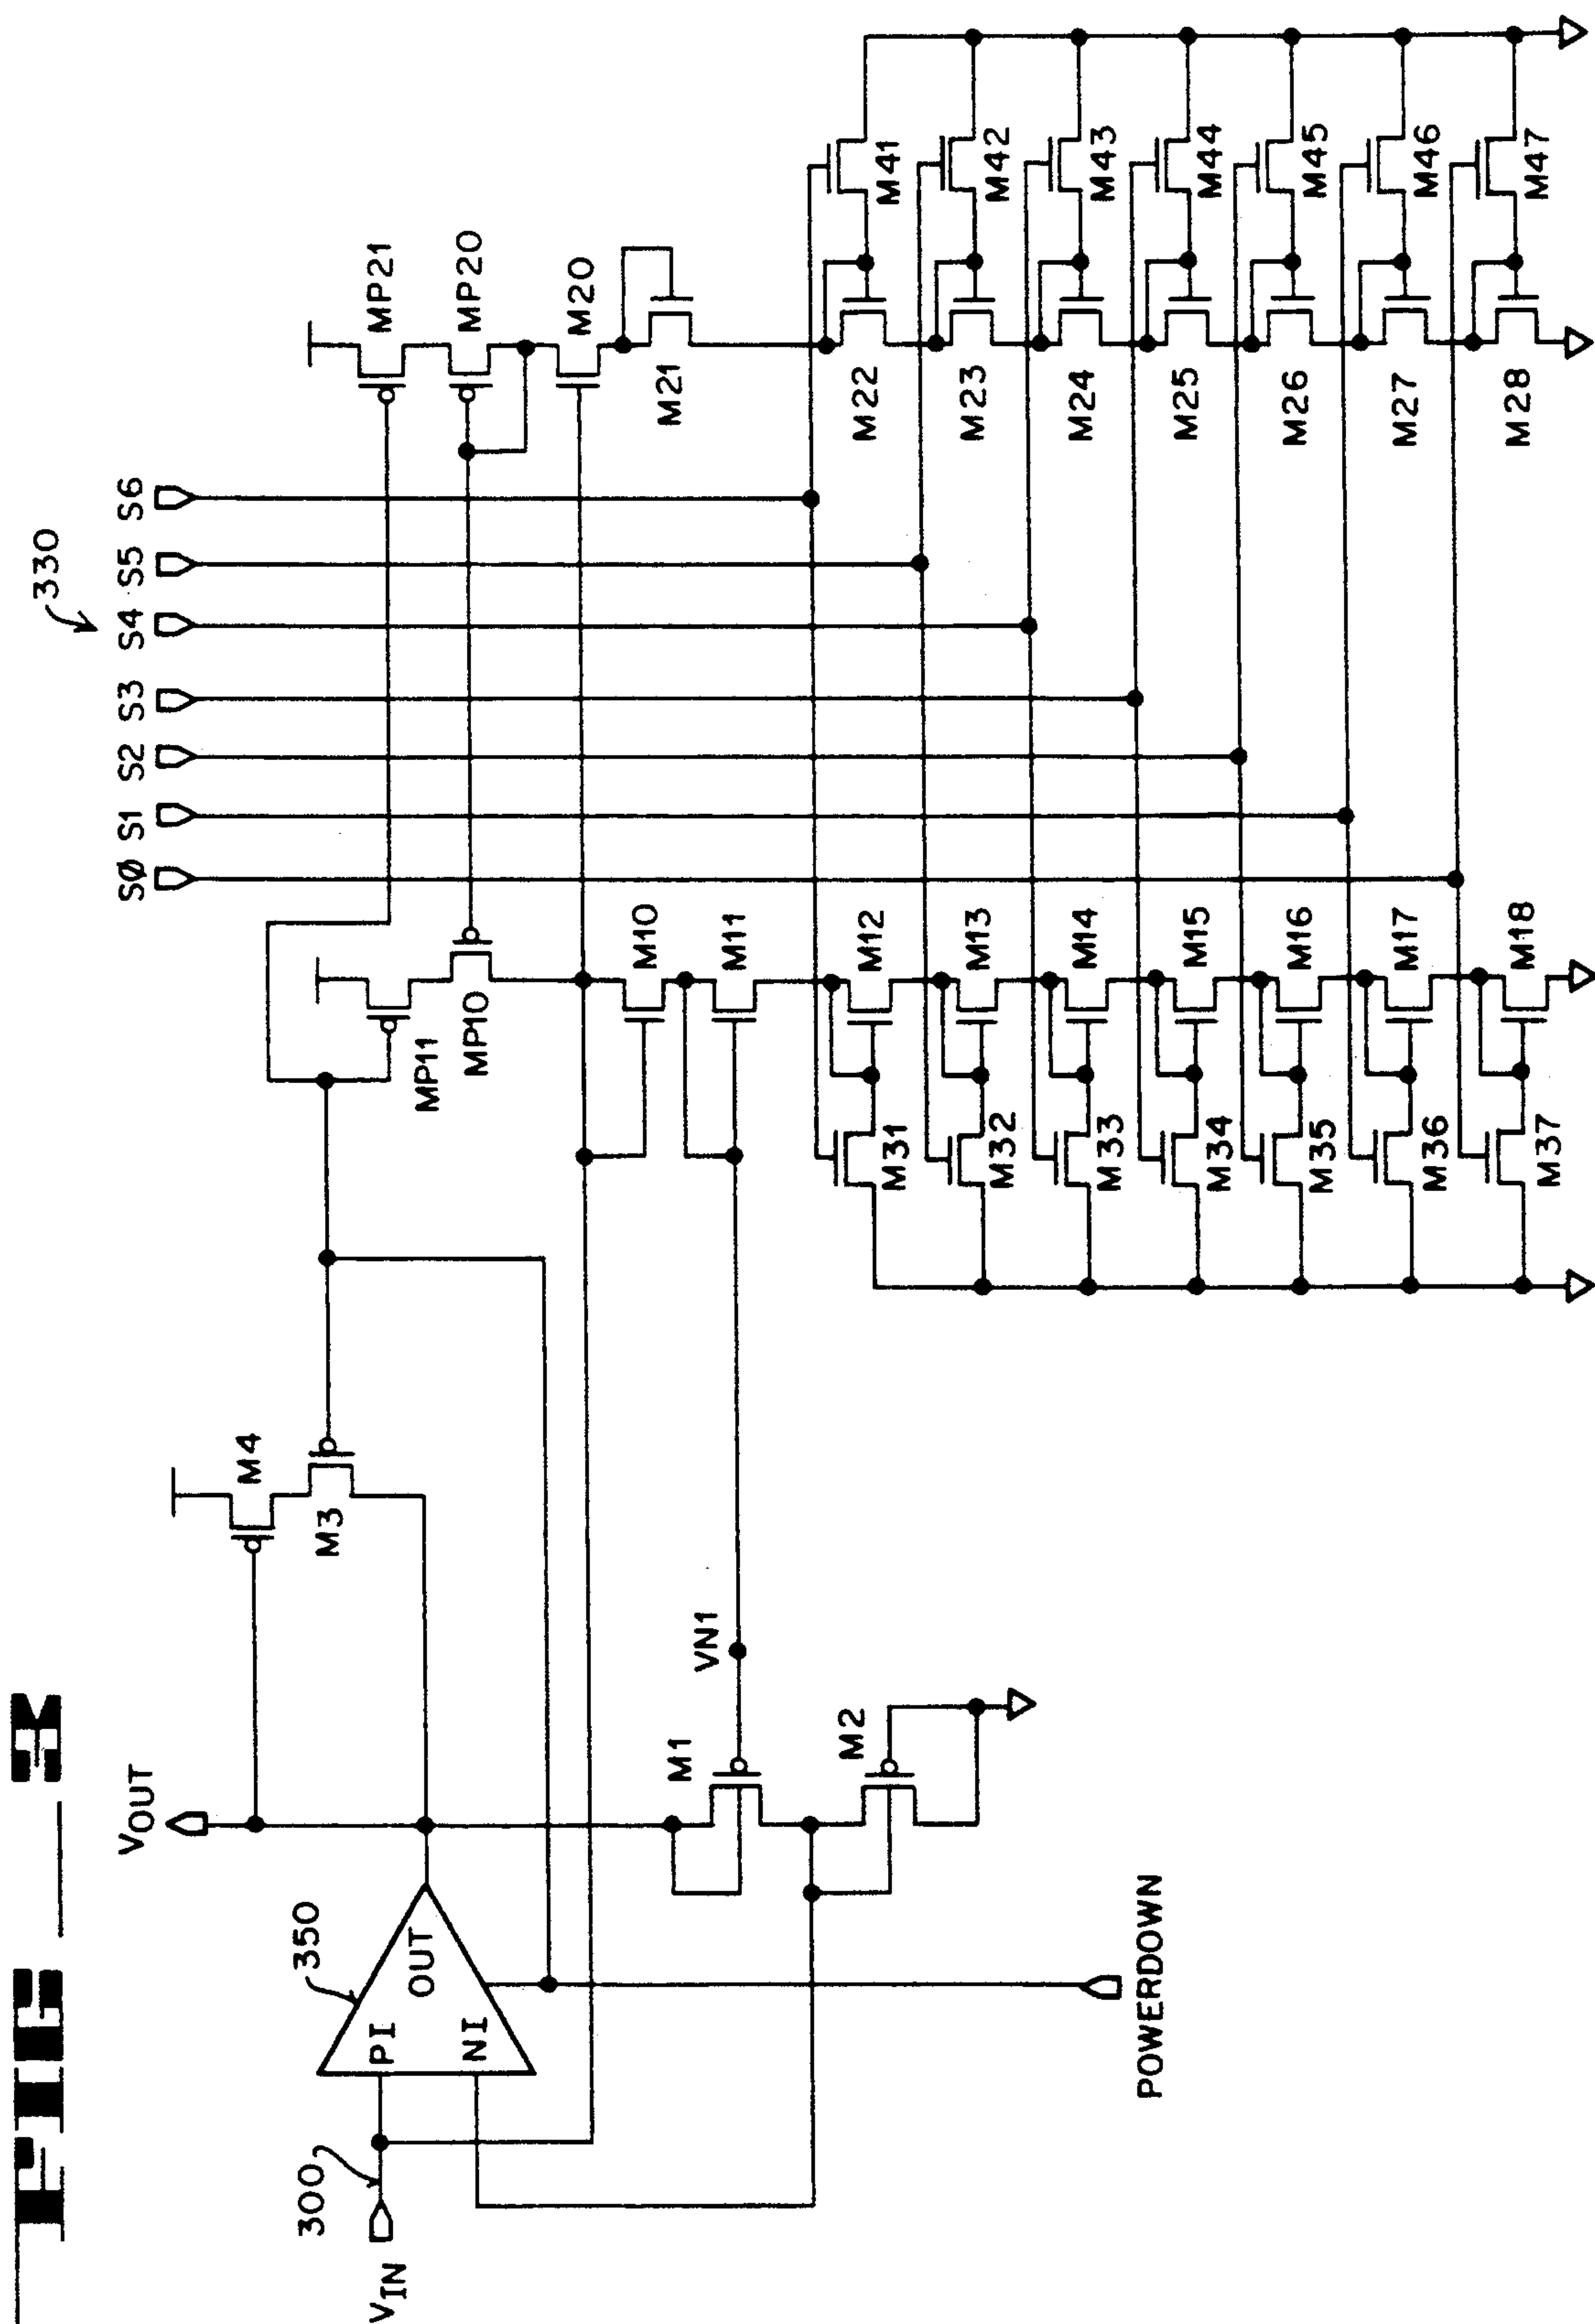 FIG — 3
330
S0 S1 S2 S3 S4 S5 S6
VOUT
350
300
VIN
PI
NI
OUT
POWERDOWN
M4
M3
M1
M2
VN1
MP11
MP10
M10
M11
M12
M13
M14
M15
M16
M17
M18
M31
M32
M33
M34
M35
M36
M37
MP21
MP20
M20
M21
M22
M23
M24
M25
M26
M27
M28
M41
M42
M43
M44
M45
M46
M47